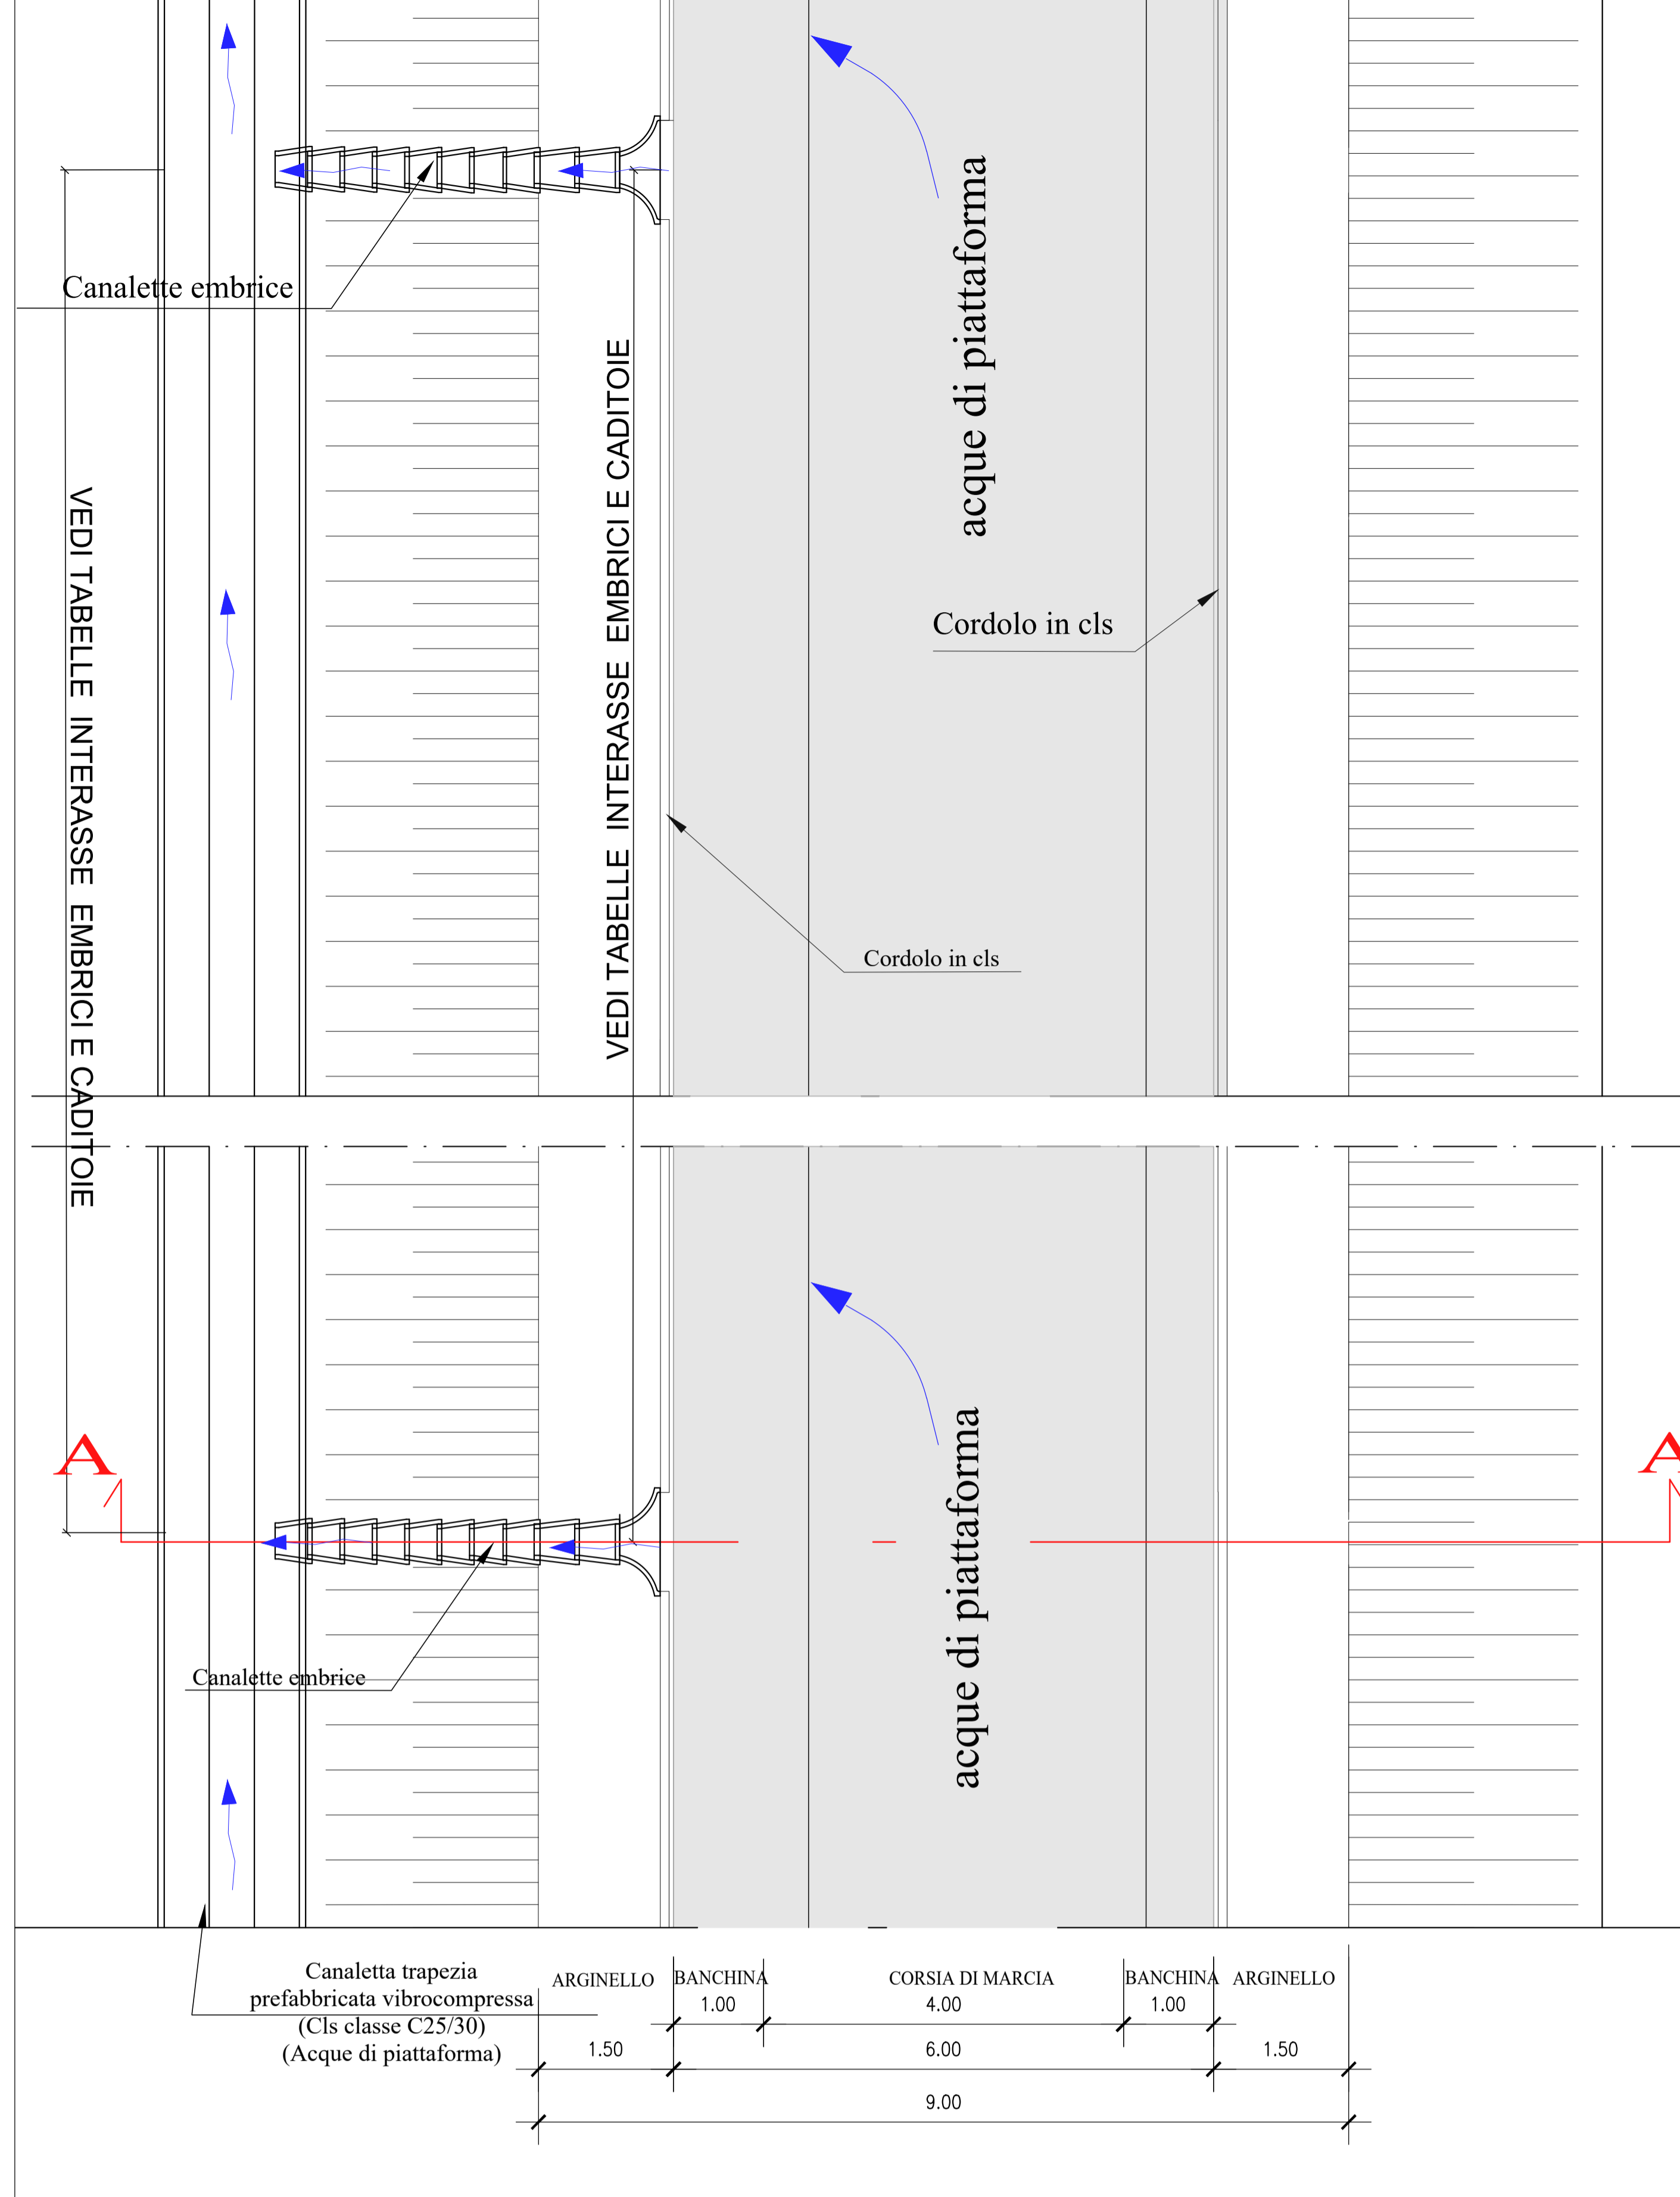 acque di piattaforma
Canalette embrice
VEDI TABELLE INTERASSE EMBRICI E CADITOIE
VEDI TABELLE INTERASSE EMBRICI E CADITOIE
Cordolo in cls
Cordolo in cls
A
A
acque di piattaforma
Canalette embrice
Canaletta trapezia
prefabbricata vibrocompressa
(Cls classe C25/30)
(Acque di piattaforma)
ARGINELLO BANCHINA CORSIA DI MARCIA BANCHINA ARGINELLO
1.00 4.00 1.00
1.50 6.00 1.50
9.00